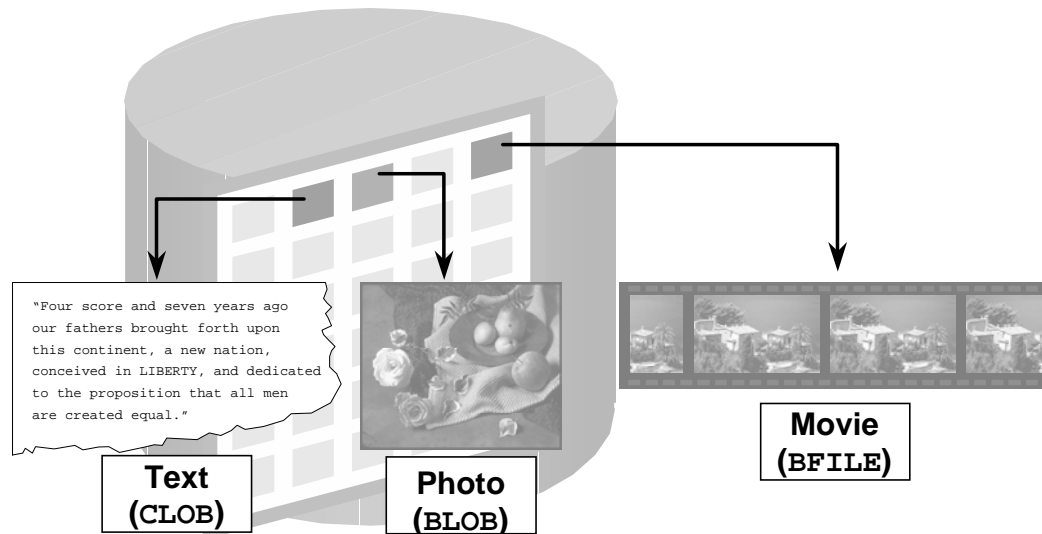 “Four score and seven years ago
our fathers brought forth upon
this continent, a new nation,
conceived in LIBERTY, and dedicated
to the proposition that all men
are created equal.”
Text
(CLOB)
Photo
(BLOB)
Movie
(BFILE)